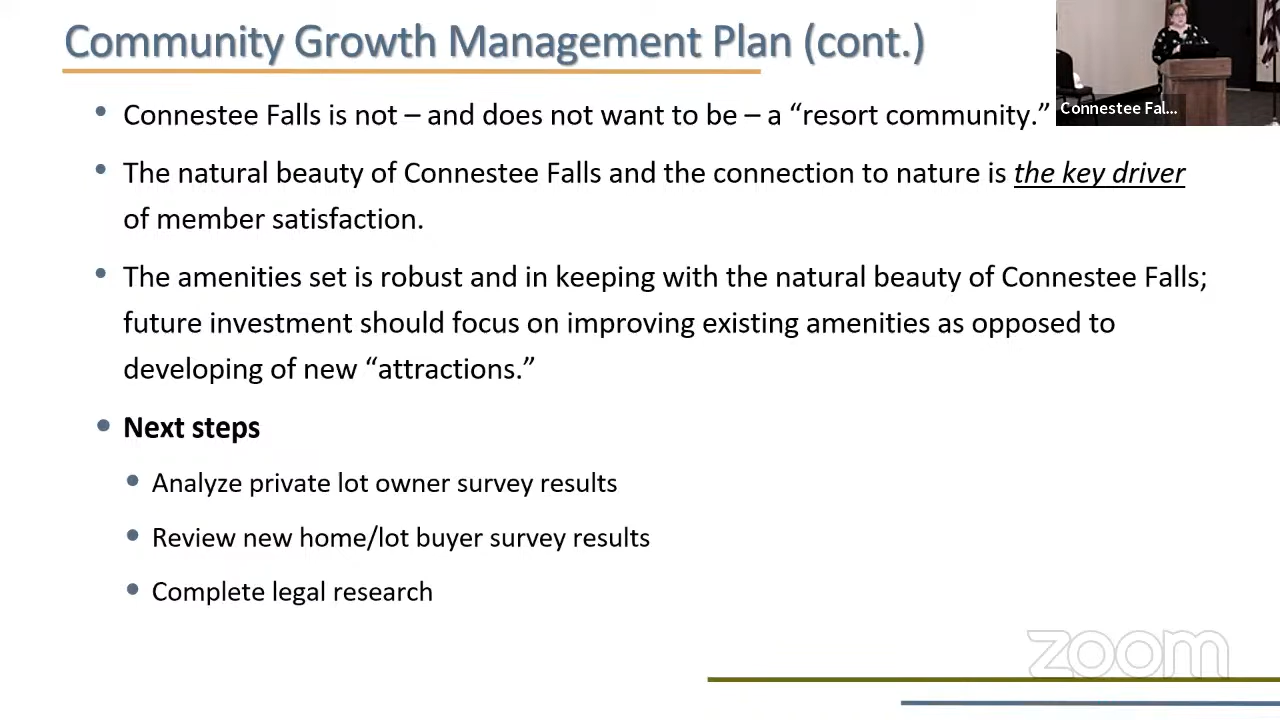 Community Growth Management Plan (cont.)
Connestee Fal...
• Connestee Falls is not – and does not want to be – a “resort community.”
• The natural beauty of Connestee Falls and the connection to nature is the key driver
of member satisfaction.
• The amenities set is robust and in keeping with the natural beauty of Connestee Falls;
future investment should focus on improving existing amenities as opposed to
developing of new “attractions.”
• Next steps
• Analyze private lot owner survey results
• Review new home/lot buyer survey results
• Complete legal research
zoom